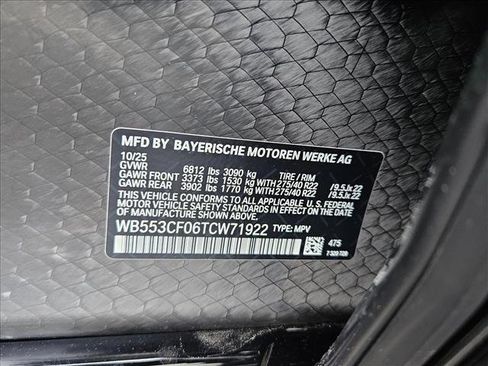 MFD BY BAYERISCHE MOTOREN WERKE AG
10/25
GVWR 6812 lbs 3090 kg TIRE / RIM
GAWR FRONT 3373 lbs 1530 kg WITH 275/40 R22 /9.5Jx22
GAWR REAR 3902 lbs 1770 kg WITH 275/40 R22 /9.5Jx22
THIS VEHICLE CONFORMS TO ALL APPLICABLE FEDERAL
MOTOR VEHICLE SAFETY STANDARDS IN EFFECT
ON THE DATE OF MANUFACTURE SHOWN ABOVE.
WB553CF06TCW71922 TYPE: MPV
475